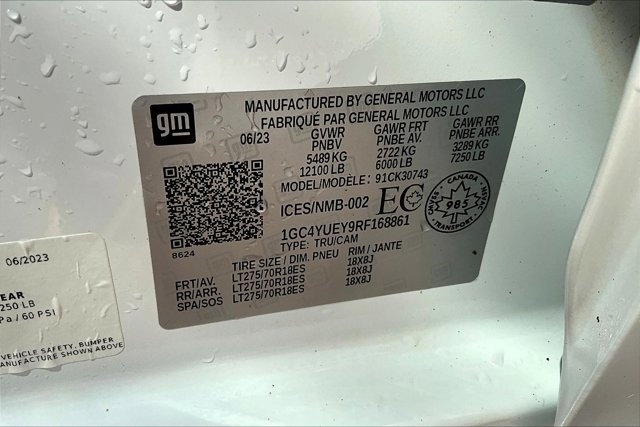 gm
MANUFACTURED BY GENERAL MOTORS LLC
FABRIQUÉ PAR GENERAL MOTORS LLC
06/23 GVWR GAWR FRT GAWR RR
PNBV PNBE AV. PNBE ARR.
5489 KG 2722 KG 3289 KG
12100 LB 6000 LB 7250 LB
MODEL/MODÈLE: 91CK30743
ICES/NMB-002 EC
CANADA
985
TRANSPORT
1GC4YUEY9RF168861
TYPE: TRU/CAM
8624
TIRE SIZE / DIM. PNEU RIM / JANTE
FRT/AV. LT275/70R18ES 18X8J
RR/ARR. LT275/70R18ES 18X8J
SPA/SOS LT275/70R18ES 18X8J
06/2023
EAR
250 LB
Pa / 60 PSI
VEHICLE SAFETY, BUMPER
MANUFACTURE SHOWN ABOVE